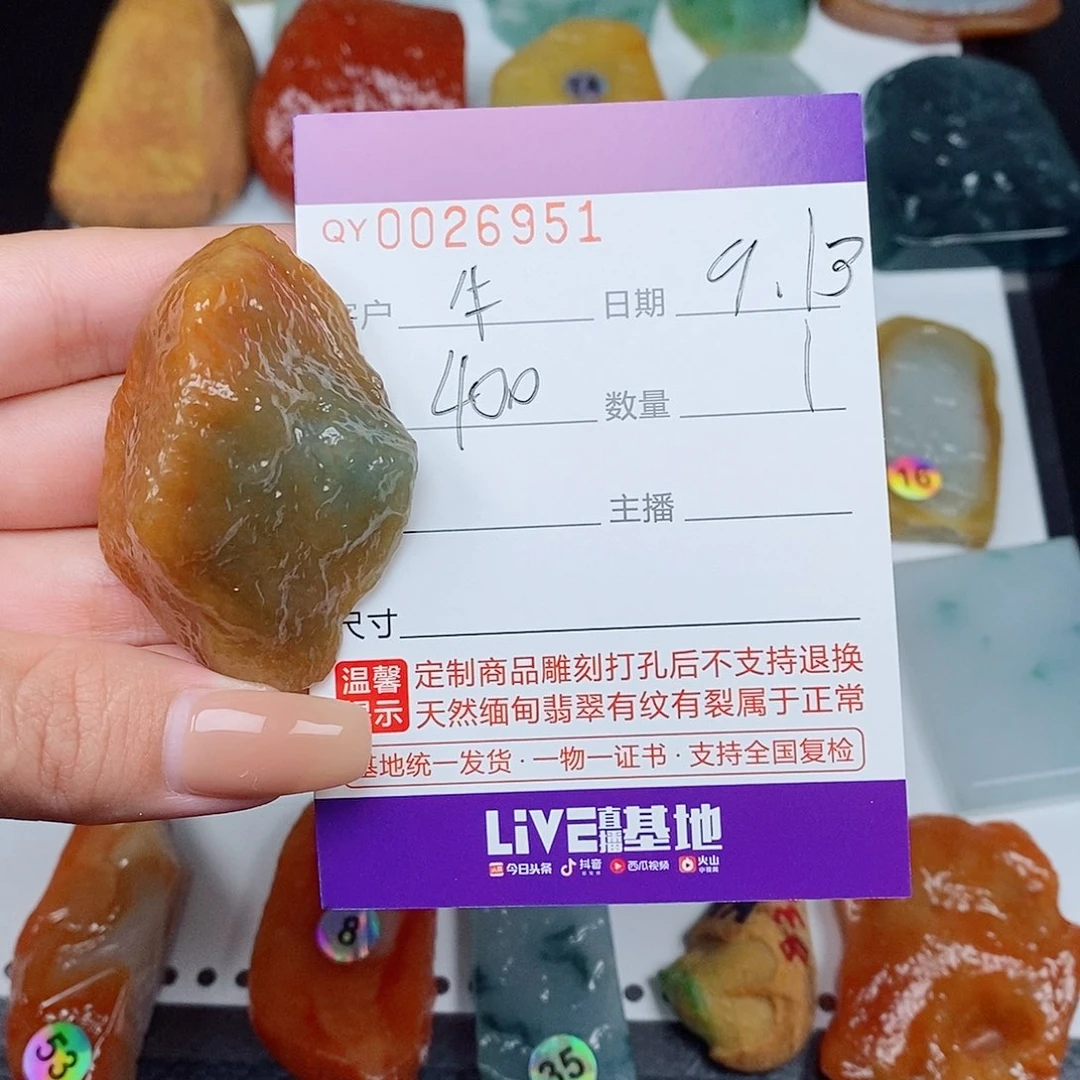 QY0026951
客户 牛 日期 9.13
400 数量 1
主播
尺寸
温馨提示
定制商品雕刻打孔后不支持退换
天然缅甸翡翠有纹有裂属于正常
基地统一发货·一物一证书·支持全国复检
LIVE直播基地
今日头条 抖音 西瓜视频 火山
16
8
53
35